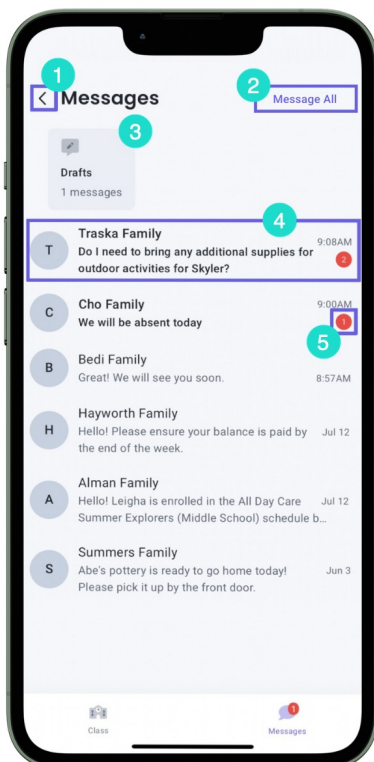 1
2
Messages
Message All
3
Drafts
1 messages
4
T
Traska Family
9:08AM
Do I need to bring any additional supplies for
outdoor activities for Skyler?
2
C
Cho Family
9:00AM
We will be absent today
1
5
B
Bedi Family
Great! We will see you soon.
8:57AM
H
Hayworth Family
Hello! Please ensure your balance is paid by
Jul 12
the end of the week.
A
Alman Family
Hello! Leigha is enrolled in the All Day Care
Jul 12
Summer Explorers (Middle School) schedule b...
S
Summers Family
Abe's pottery is ready to go home today!
Jun 3
Please pick it up by the front door.
1
Class
Messages